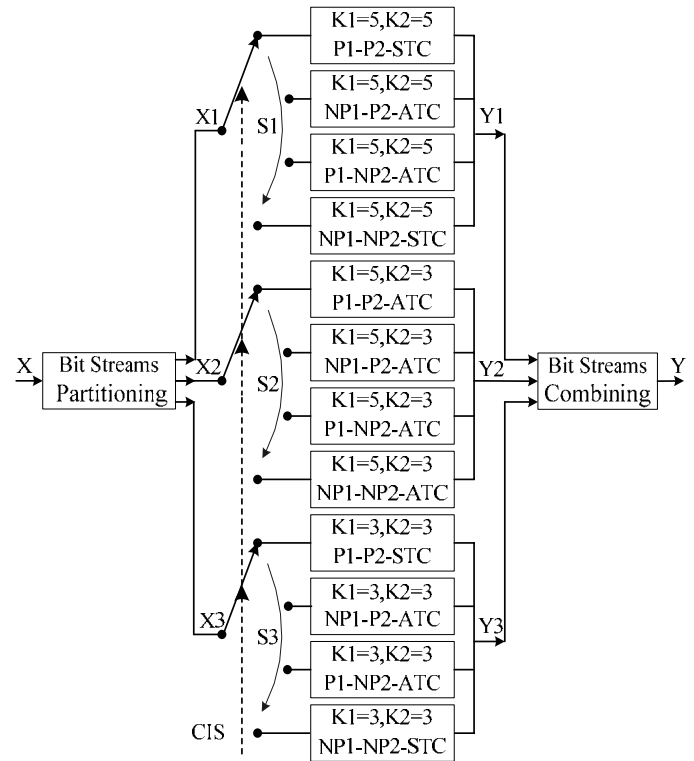 K1=5,K2=5
P1-P2-STC
K1=5,K2=5
NP1-P2-ATC
K1=5,K2=5
P1-NP2-ATC
K1=5,K2=5
NP1-NP2-STC
X1
S1
Y1
K1=5,K2=3
P1-P2-ATC
K1=5,K2=3
NP1-P2-ATC
K1=5,K2=3
P1-NP2-ATC
K1=5,K2=3
NP1-NP2-ATC
X
Bit Streams
Partitioning
X2
S2
Y2
Bit Streams
Combining
Y
K1=3,K2=3
P1-P2-STC
K1=3,K2=3
NP1-P2-ATC
K1=3,K2=3
P1-NP2-ATC
K1=3,K2=3
NP1-NP2-STC
X3
S3
Y3
CIS